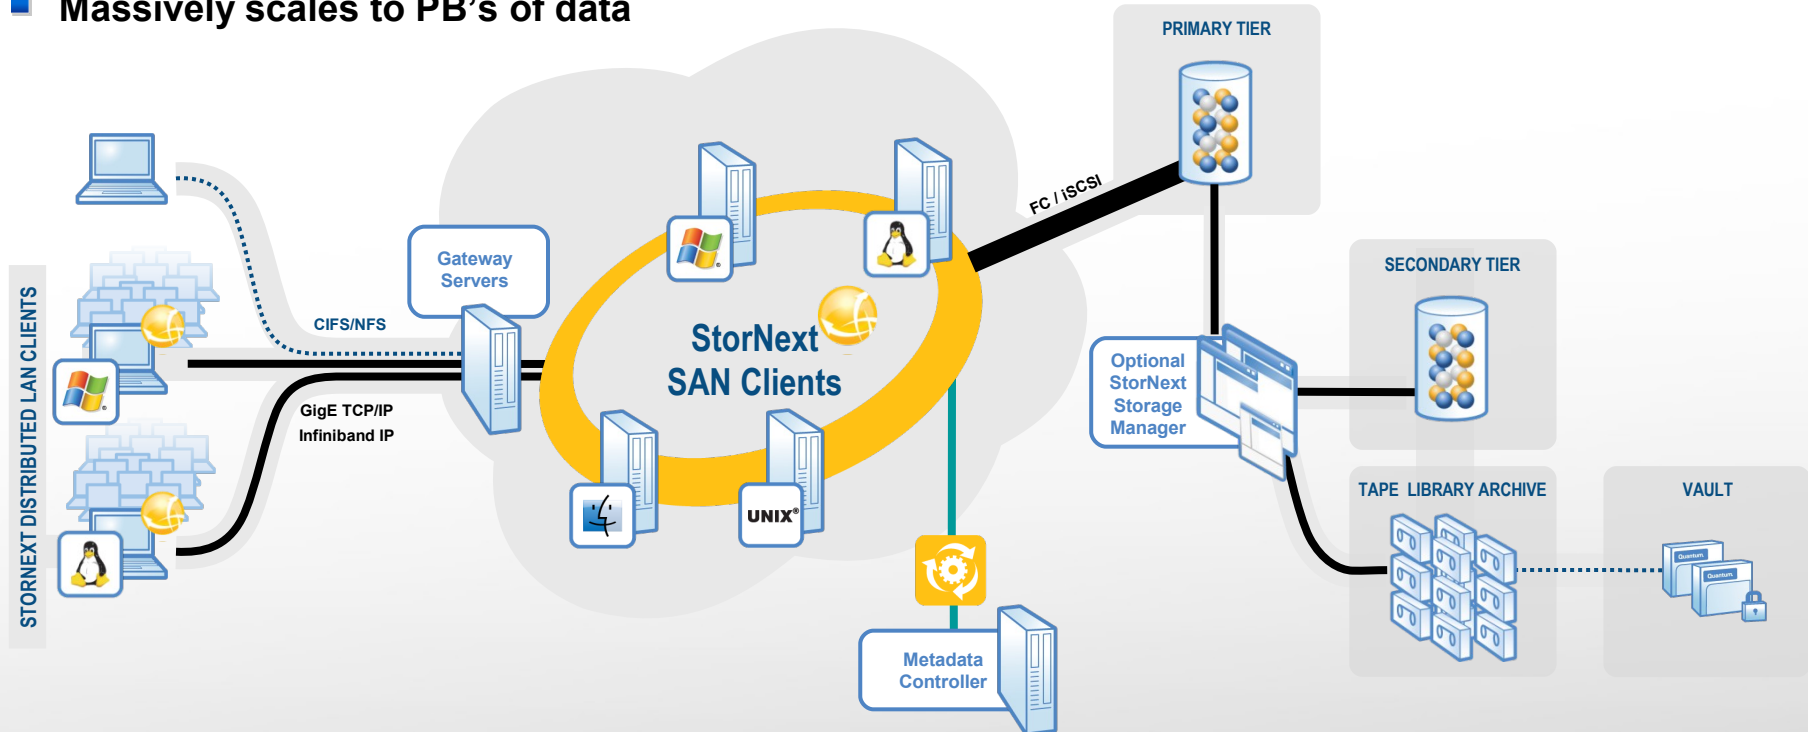 Massively scales to PB's of data
PRIMARY TIER
FC / iSCSI
SECONDARY TIER
Gateway
Servers
CIFS/NFS
StorNext
SAN Clients
Optional
StorNext
Storage
Manager
GigE TCP/IP
Infiniband IP
STORNEXT DISTRIBUTED LAN CLIENTS
UNIX®
TAPE LIBRARY ARCHIVE
VAULT
Quantum
Quantum
Metadata
Controller